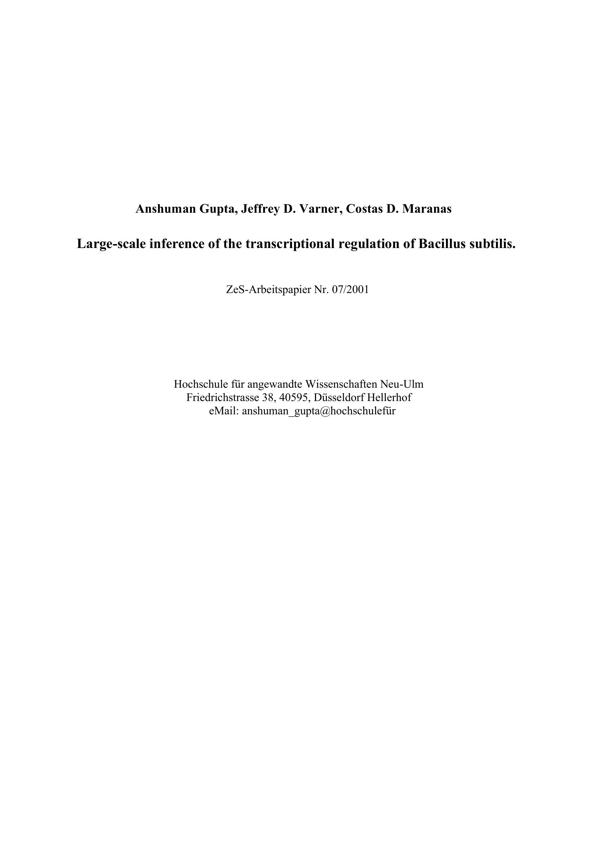 Anshuman Gupta, Jeffrey D. Varner, Costas D. Maranas
Large-scale inference of the transcriptional regulation of Bacillus subtilis.
ZeS-Arbeitspapier Nr. 07/2001
Hochschule für angewandte Wissenschaften Neu-Ulm
Friedrichstrasse 38, 40595, Düsseldorf Hellerhof
eMail: anshuman_gupta@hochschulefür